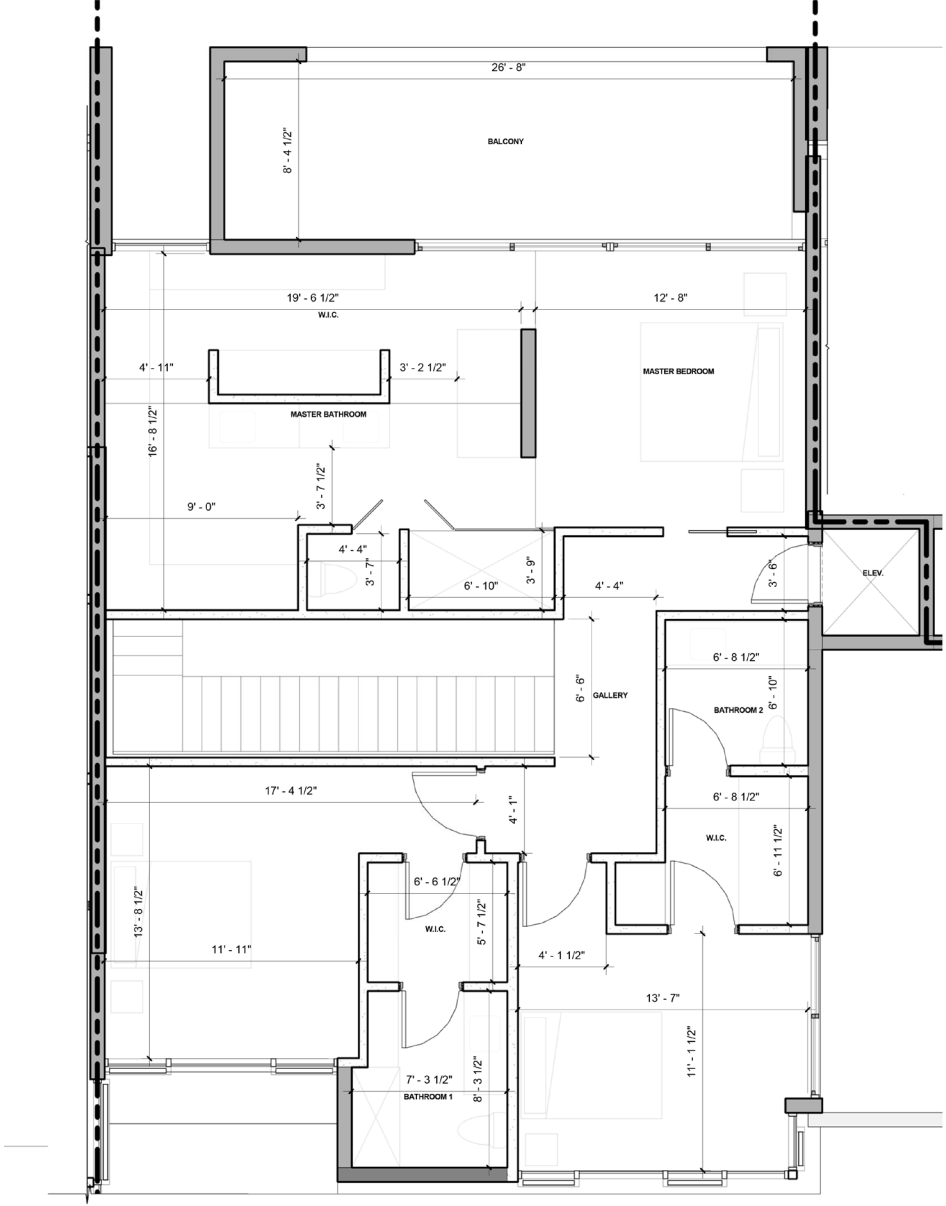 26' - 8"
8' - 4 1/2"
BALCONY
19' - 6 1/2"
12' - 8"
W.I.C.
4' - 11"
3' - 2 1/2"
MASTER BEDROOM
MASTER BATHROOM
16' - 8 1/2"
3' - 7 1/2"
9' - 0"
4' - 4"
3' - 7"
6' - 10"
3' - 9"
4' - 4"
3' - 6"
ELEV.
6' - 8 1/2"
6' - 6"
GALLERY
6' - 10"
BATHROOM 2
17' - 4 1/2"
4' - 1"
6' - 8 1/2"
W.I.C.
6' - 11 1/2"
6' - 6 1/2"
13' - 8 1/2"
W.I.C.
5' - 7 1/2"
11' - 11"
4' - 1 1/2"
13' - 7"
11' - 1 1/2"
7' - 3 1/2"
8' - 3 1/2"
BATHROOM 1